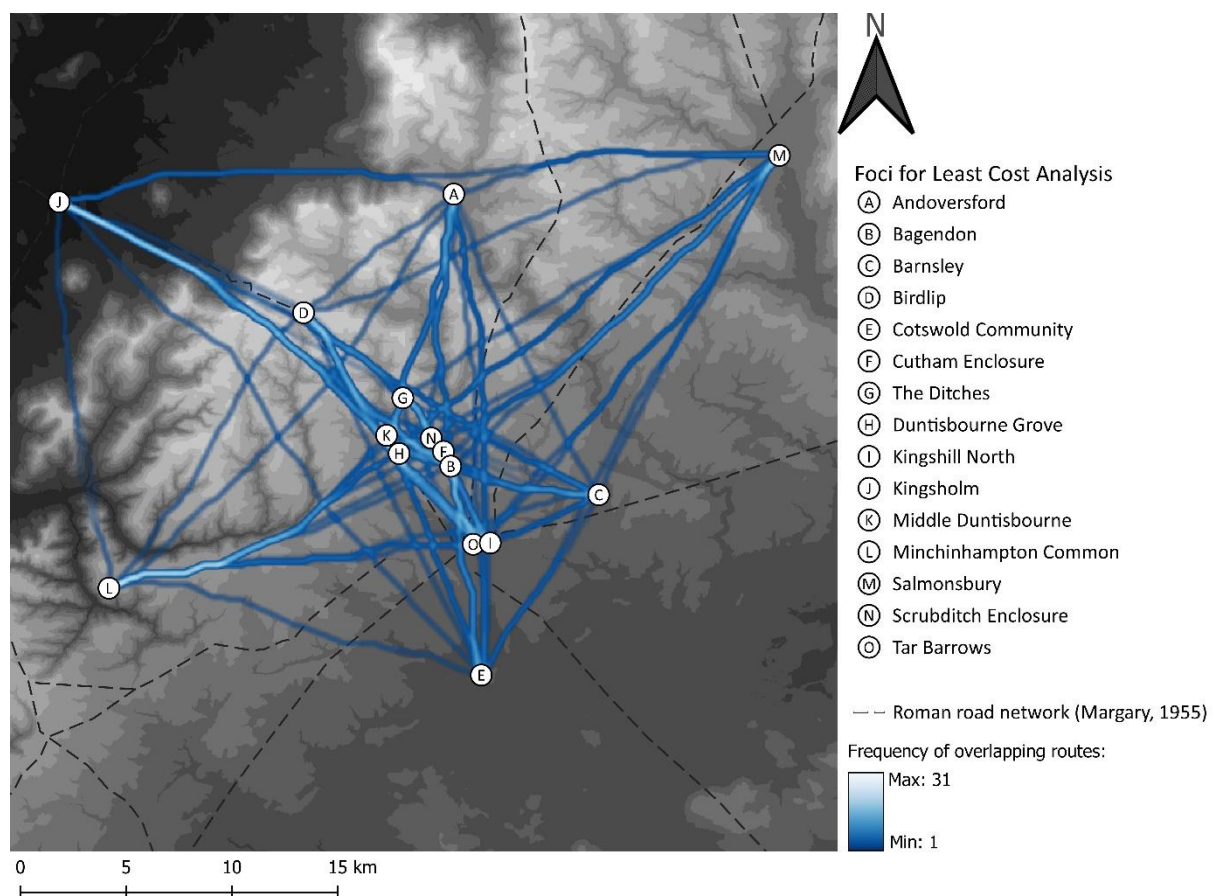 N
J
A
M
D
G
K
N
H
F
B
C
O
I
L
E
Foci for Least Cost Analysis
A Andoversford
B Bagendon
C Barnsley
D Birdlip
E Cotswold Community
F Cutham Enclosure
G The Ditches
H Duntisbourne Grove
I Kingshill North
J Kingsholm
K Middle Duntisbourne
L Minchinhampton Common
M Salmonsbury
N Scrubditch Enclosure
O Tar Barrows
Roman road network (Margary, 1955)
Frequency of overlapping routes:
Max: 31
Min: 1
0 5 10 15 km